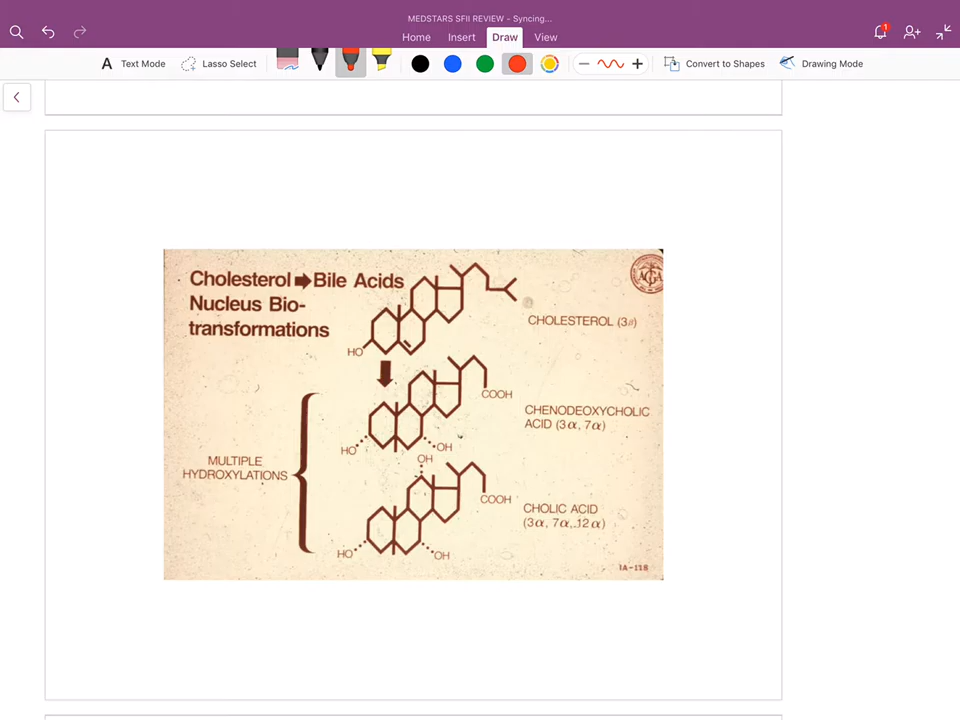 MEDSTARS SFII REVIEW - Syncing...
Home Insert Draw View
1
Text Mode Lasso Select Convert to Shapes Drawing Mode
Cholesterol➡Bile Acids
Nucleus Bio-
transformations
AGA
HO
CHOLESTEROL (3β)
COOH
CHENODEOXYCHOLIC
ACID (3α, 7α)
HO OH
OH
MULTIPLE
HYDROXYLATIONS
COOH
CHOLIC ACID
(3α, 7α, 12α)
HO OH
1A-118